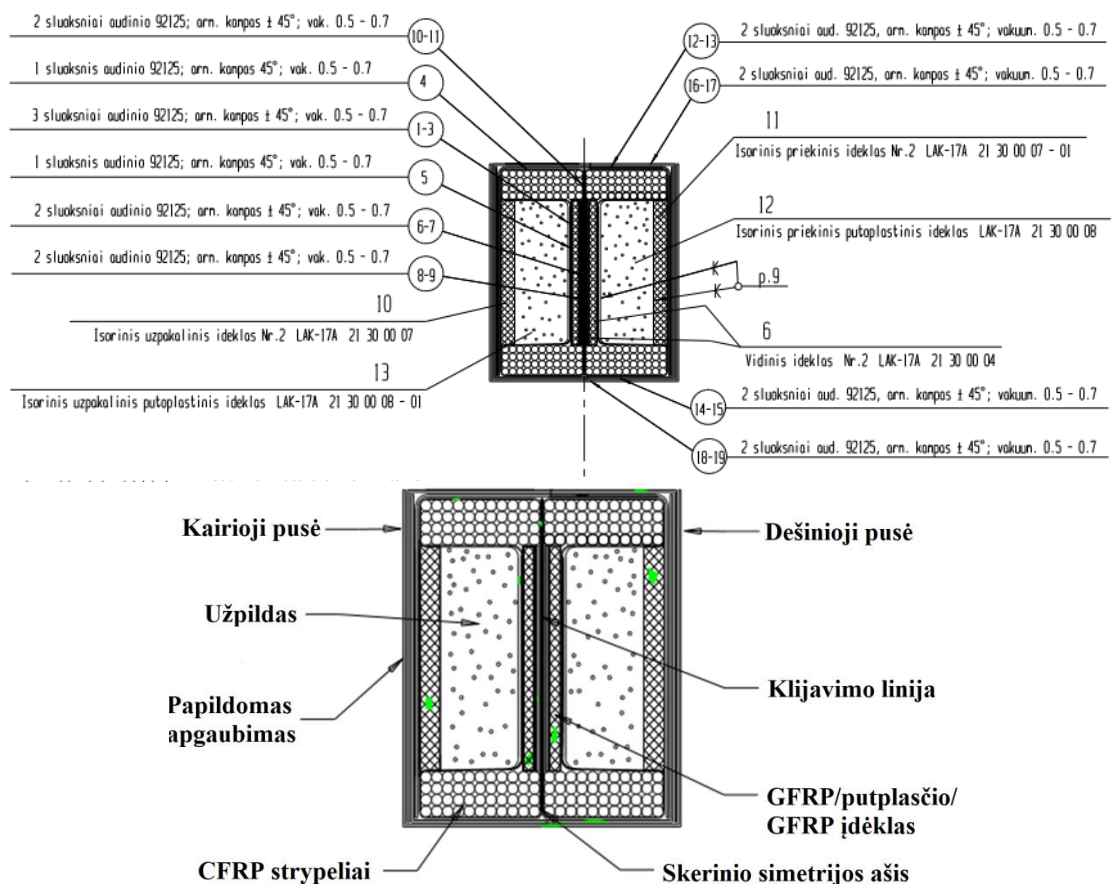 2 sluoksniai audinio 92125; arm. kampas ± 45°; vak. 0.5 - 0.7
10-11
1 sluoksnis audinio 92125; arm. kampas 45°; vak. 0.5 - 0.7
4
3 sluoksniai audinio 92125; arm. kampas ± 45°; vak. 0.5 - 0.7
1-3
1 sluoksnis audinio 92125; arm. kampas 45°; vak. 0.5 - 0.7
5
2 sluoksniai audinio 92125; arm. kampas ± 45°; vak. 0.5 - 0.7
6-7
2 sluoksniai audinio 92125; arm. kampas ± 45°; vak. 0.5 - 0.7
8-9
10
Isorinis uzpakalinis ideklas Nr.2 LAK-17A 21 30 00 07
13
Isorinis uzpakalinis putoplastinis ideklas LAK-17A 21 30 00 08 - 01
12-13
2 sluoksniai aud. 92125, arm. kampas ± 45°; vakuum. 0.5 - 0.7
16-17
2 sluoksniai aud. 92125, arm. kampas ± 45°; vakuum. 0.5 - 0.7
11
Isorinis priekinis ideklas Nr.2 LAK-17A 21 30 00 07 - 01
12
Isorinis priekinis putoplastinis ideklas LAK-17A 21 30 00 08
K
K
p.9
6
Vidinis ideklas Nr.2 LAK-17A 21 30 00 04
14-15
2 sluoksniai aud. 92125, arm. kampas ± 45°; vakuum. 0.5 - 0.7
18-19
2 sluoksniai aud. 92125, arm. kampas ± 45°; vakuum. 0.5 - 0.7
Kairioji pusė
Dešinioji pusė
Užpildas
Klijavimo linija
Papildomas
apgaubimas
GFRP/putplasčio/
GFRP įdėklas
CFRP strypeliai
Skerinio simetrijos ašis